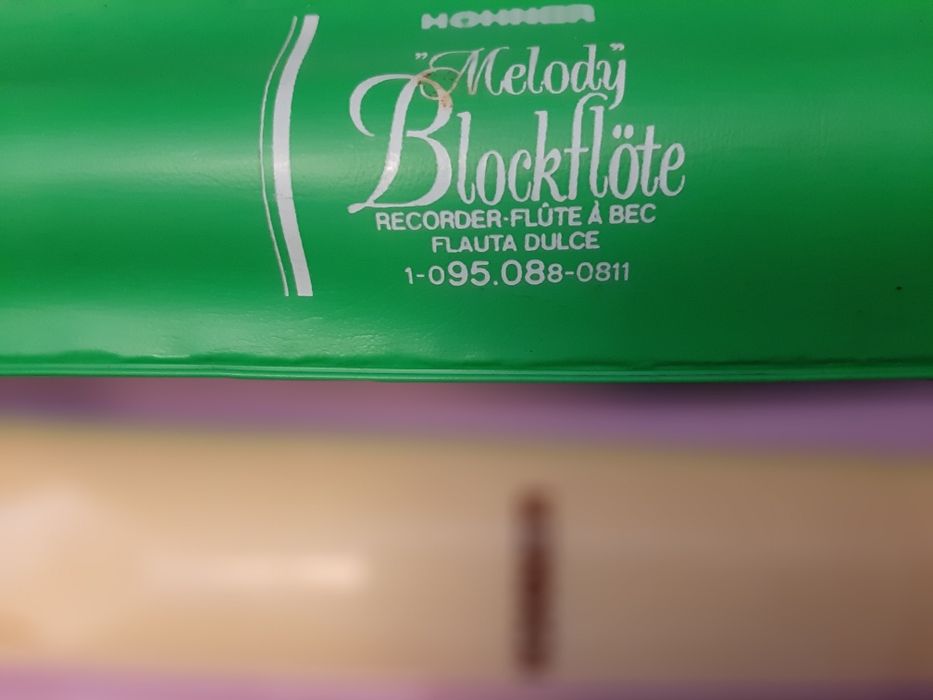 HOHNER
"Melody"
Blockflöte
RECORDER-FLÛTE À BEC
FLAUTA DULCE
1-095.088-0811